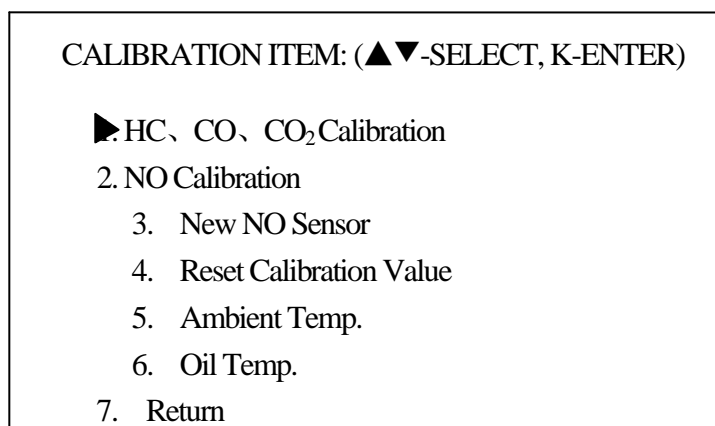 CALIBRATION ITEM: (▲▼-SELECT, K-ENTER)
1. HC、CO、CO₂ Calibration
2. NO Calibration
3. New NO Sensor
4. Reset Calibration Value
5. Ambient Temp.
6. Oil Temp.
7. Return